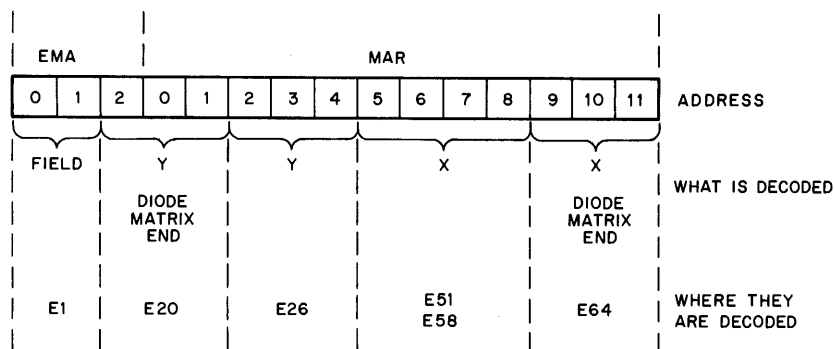 EMA MAR
0 1 2 0 1 2 3 4 5 6 7 8 9 10 11 ADDRESS
FIELD Y Y X X
WHAT IS DECODED
DIODE MATRIX END
DIODE MATRIX END
E1 E20 E26 E51 E58 E64
WHERE THEY ARE DECODED